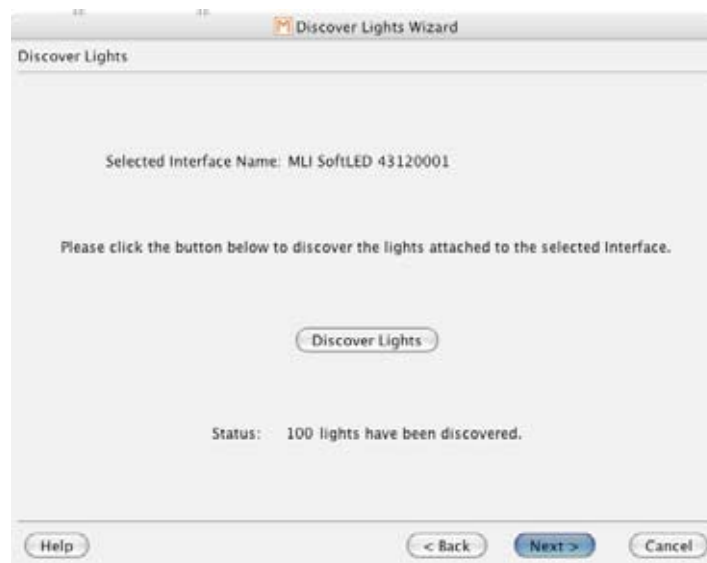 Discover Lights Wizard
Discover Lights
Selected Interface Name: MLI SoftLED 43120001
Please click the button below to discover the lights attached to the selected Interface.
Discover Lights
Status: 100 lights have been discovered.
Help < Back Next > Cancel